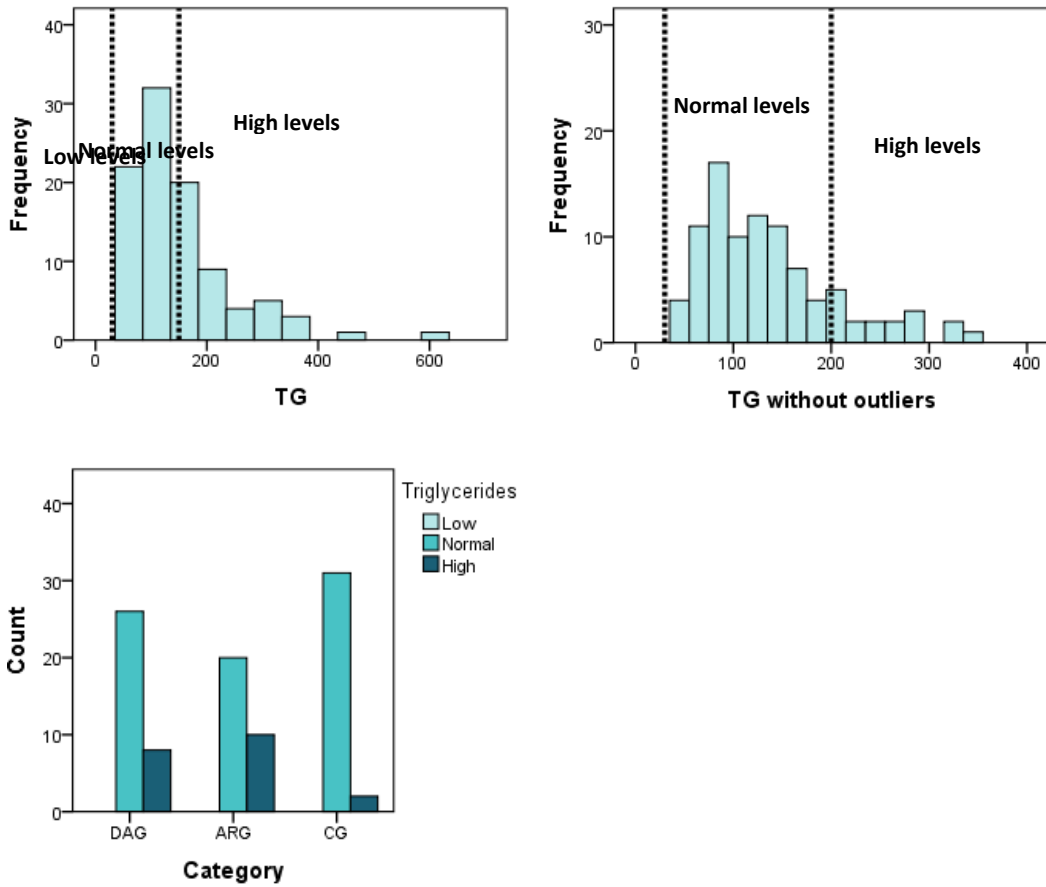 40
30
20
10
0
Frequency
Low levels
Normal levels
High levels
0 200 400 600
TG
30
20
10
0
Frequency
Normal levels
High levels
0 100 200 300 400
TG without outliers
40
30
20
10
0
Count
DAG ARG CG
Category
Triglycerides
Low
Normal
High